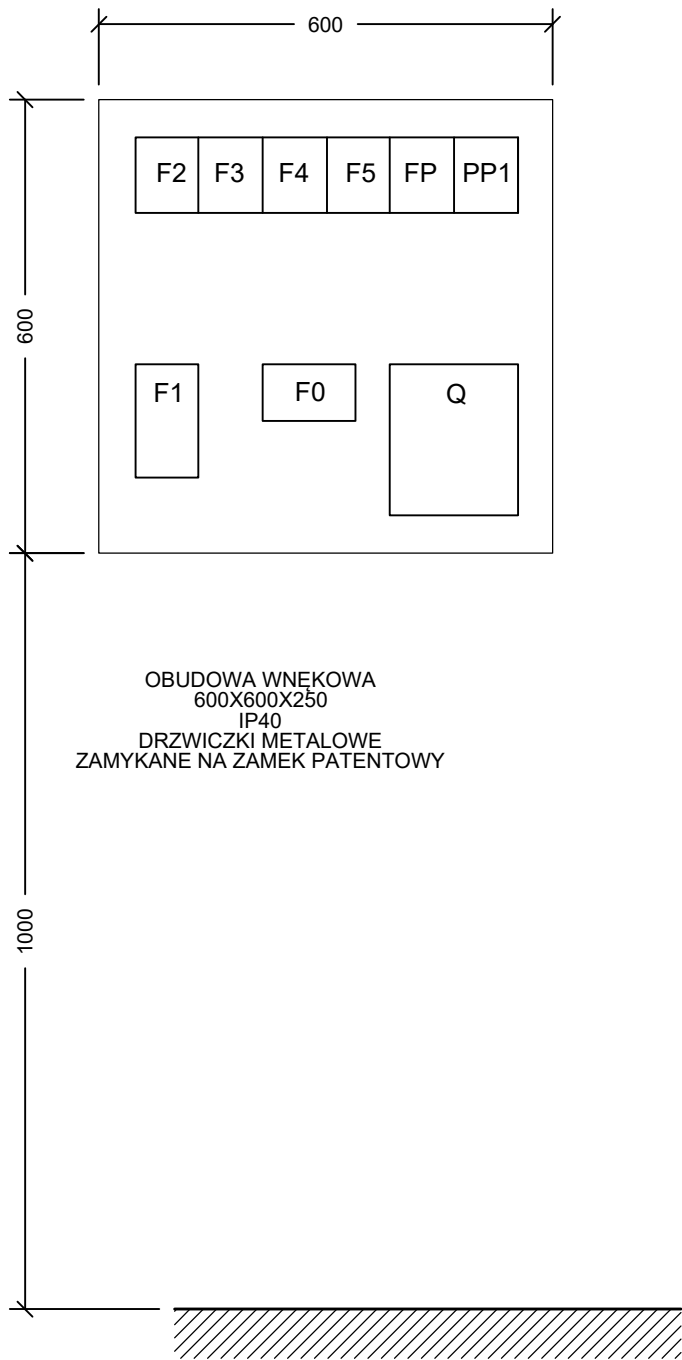 600
600
F2 F3 F4 F5 FP PP1
F1 F0 Q
OBUDOWA WNĘKOWA
600X600X250
IP40
DRZWICZKI METALOWE
ZAMYKANE NA ZAMEK PATENTOWY
1000